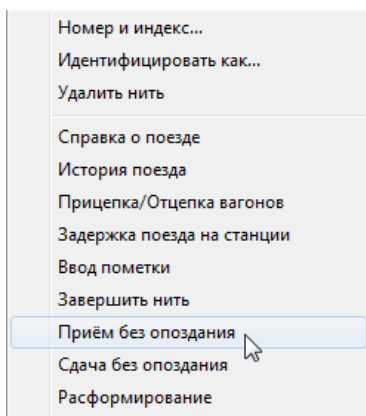 Номер и индекс...
Идентифицировать как...
Удалить нить
Справка о поезде
История поезда
Прицепка/Отцепка вагонов
Задержка поезда на станции
Ввод пометки
Завершить нить
Приём без опоздания
Сдача без опоздания
Расформирование